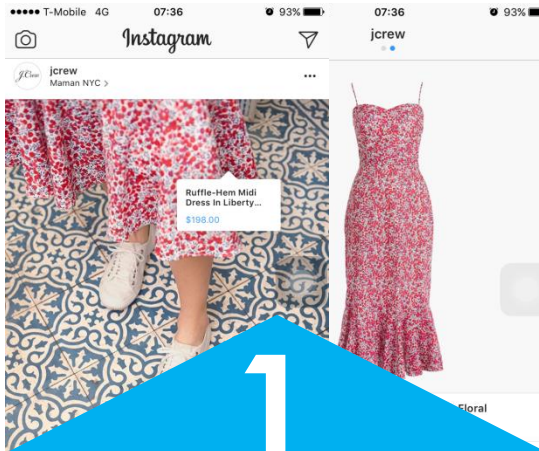 T-Mobile 4G 07:36 93%
Instagram
J.Crew
jcrew
Maman NYC >
Ruffle-Hem Midi
Dress In Liberty...
$198.00
07:36 93%
jcrew
Floral
1